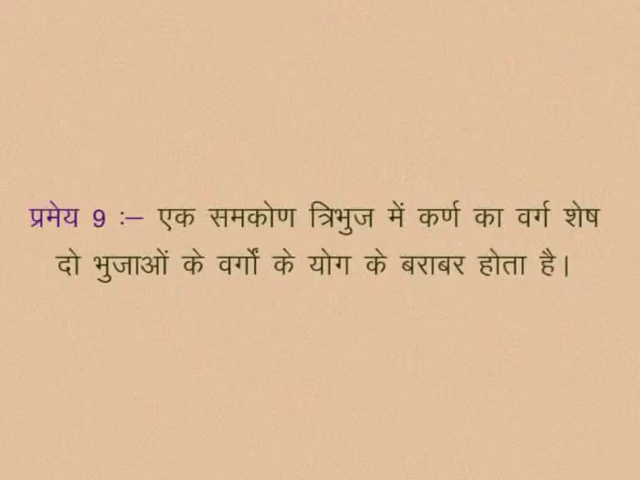 प्रमेय 9 :– एक समकोण त्रिभुज में कर्ण का वर्ग शेष
दो भुजाओं के वर्गों के योग के बराबर होता है।